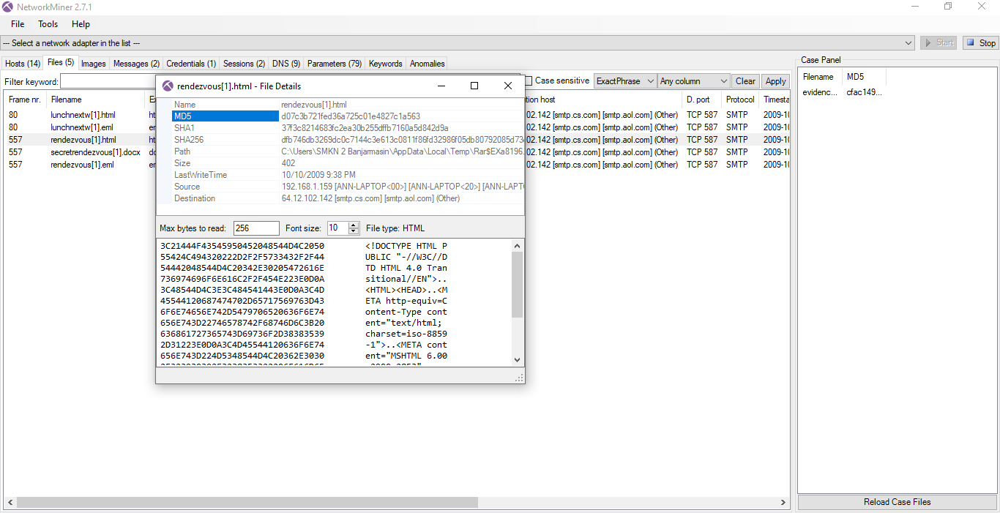 NetworkMiner 2.7.1
File Tools Help
--- Select a network adapter in the list ---
Start Stop
Hosts (14) Files (5) Images Messages (2) Credentials (1) Sessions (2) DNS (9) Parameters (79) Keywords Anomalies
Filter keyword: Case sensitive ExactPhrase Any column Clear Apply
Frame nr. Filename D. port Protocol
80 lunchnextw[1].html 02.142 [smtp.cs.com] [smtp.aol.com] (Other) TCP 587 SMTP 2009-10
80 lunchnextw[1].eml 02.142 [smtp.cs.com] [smtp.aol.com] (Other) TCP 587 SMTP 2009-10
557 rendezvous[1].html 02.142 [smtp.cs.com] [smtp.aol.com] (Other) TCP 587 SMTP 2009-10
557 secretrendezvous[1].docx 02.142 [smtp.cs.com] [smtp.aol.com] (Other) TCP 587 SMTP 2009-10
557 rendezvous[1].eml 02.142 [smtp.cs.com] [smtp.aol.com] (Other) TCP 587 SMTP 2009-10
rendezvous[1].html - File Details
Name rendezvous[1].html
MD5 d07c3b721fed36a725c01e4827c1a563
SHA1 37f3c8214683fc2ea30b255dffb7160a5d842d9a
SHA256 dfb746db3269dc0c7144c3e613c0811f86fd32986f05db80792085d73
Path C:\Users\SMKN 2 Banjarmasin\AppData\Local\Temp\Rar$EXa8196.
Size 402
LastWriteTime 10/10/2009 9:38 PM
Source 192.168.1.159 [ANN-LAPTOP<00>] [ANN-LAPTOP<20>] [ANN-LAPT
Destination 64.12.102.142 [smtp.cs.com] [smtp.aol.com] (Other)
Max bytes to read: 256 Font size: 10 File type: HTML
3C21444F43545950452048544D4C2050 <!DOCTYPE HTML P
55424C494320222D2F2F5733432F2F44 UBLIC "-//W3C//D
54442048544D4C20342E30205472616E TD HTML 4.0 Tran
736974696F6E616C2F2F454E223E0D0A sitional//EN">..
3C48544D4C3E3C484541443E0D0A3C4D <HTML><HEAD>..<M
45544120687474702D65717569763D43 ETA http-equiv=C
6F6E74656E742D5479706520636F6E74 ontent-Type cont
656E743D22746578742F68746D6C3B20 ent="text/html;
636861727365743D69736F2D38383539 charset=iso-8859
2D31223E0D0A3C4D45544120636F6E74 -1">..<META cont
656E743D224D5348544D4C20362E3030 ent="MSHTML 6.00
Case Panel
Filename MD5
evidenc... cfac149...
Reload Case Files